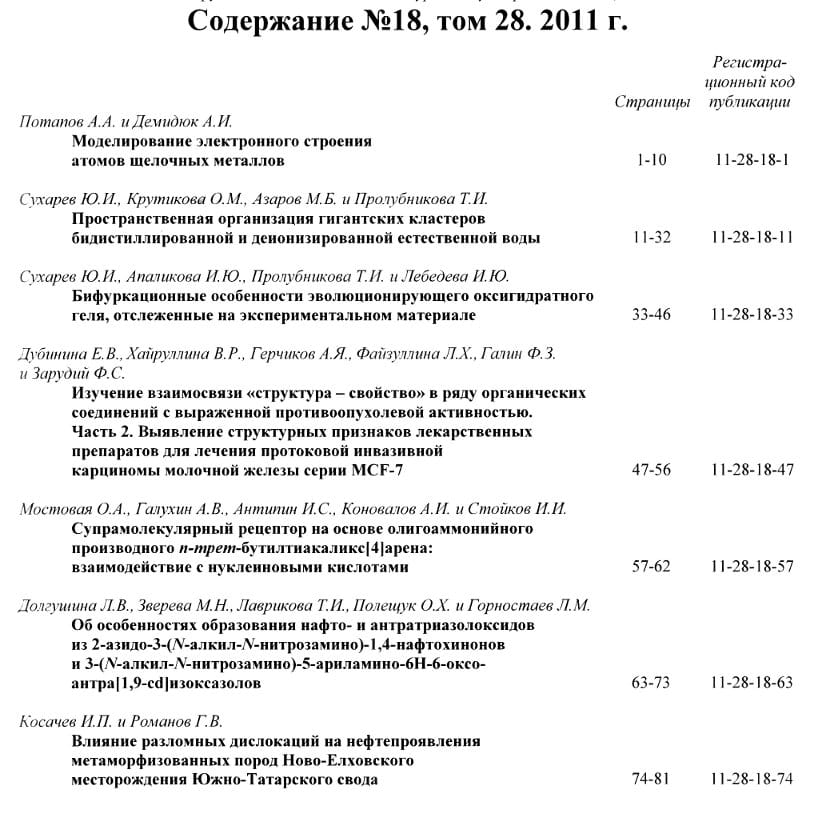 Содержание №18, том 28. 2011 г.
Регистра-
ционный код
Страницы публикации
Потапов А.А. и Демидюк А.И.
Моделирование электронного строения
атомов щелочных металлов 1-10 11-28-18-1
Сухарев Ю.И., Крутикова О.М., Азаров М.Б. и Пролубникова Т.И.
Пространственная организация гигантских кластеров
бидистиллированной и деионизированной естественной воды 11-32 11-28-18-11
Сухарев Ю.И., Апаликова И.Ю., Пролубникова Т.И. и Лебедева И.Ю.
Бифуркационные особенности эволюционирующего оксигидратного
геля, отслеженные на экспериментальном материале 33-46 11-28-18-33
Дубинина Е.В., Хайруллина В.Р., Герчиков А.Я., Файзуллина Л.Х., Галин Ф.З.
и Зарудий Ф.С.
Изучение взаимосвязи «структура – свойство» в ряду органических
соединений с выраженной противоопухолевой активностью.
Часть 2. Выявление структурных признаков лекарственных
препаратов для лечения протоковой инвазивной
карциномы молочной железы серии MCF-7 47-56 11-28-18-47
Мостовая О.А., Галухин А.В., Антипин И.С., Коновалов А.И. и Стойков И.И.
Супрамолекулярный рецептор на основе олигоаммонийного
производного п-трет-бутилтиакаликс[4]арена:
взаимодействие с нуклеиновыми кислотами 57-62 11-28-18-57
Долгушина Л.В., Зверева М.Н., Лаврикова Т.И., Полещук О.Х. и Горностаев Л.М.
Об особенностях образования нафто- и антратриазолоксидов
из 2-азидо-3-(N-алкил-N-нитрозамино)-1,4-нафтохинонов
и 3-(N-алкил-N-нитрозамино)-5-ариламино-6Н-6-оксо-
антра[1,9-cd]изоксазолов 63-73 11-28-18-63
Косачев И.П. и Романов Г.В.
Влияние разломных дислокаций на нефтепроявления
метаморфизованных пород Ново-Елховского
месторождения Южно-Татарского свода 74-81 11-28-18-74